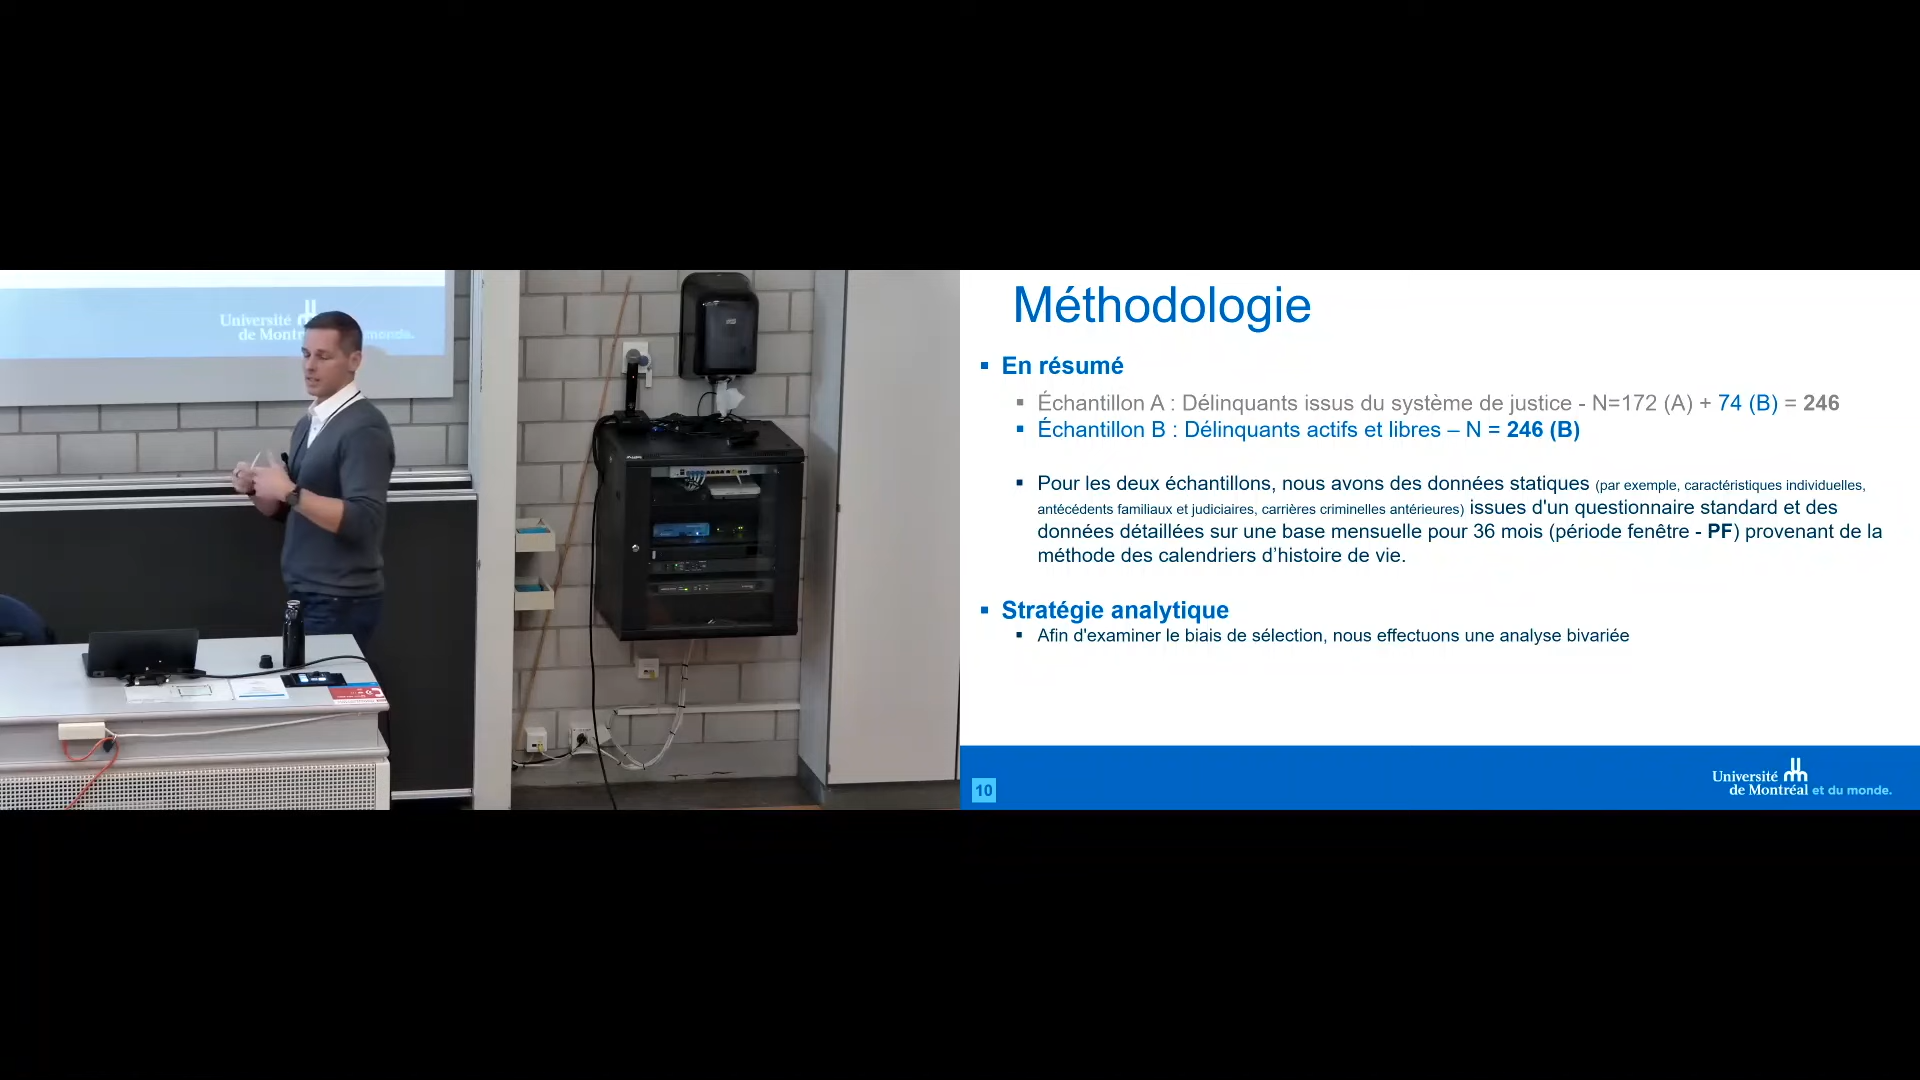 Université
de Montr
monde.
Méthodologie
▪ En résumé
▪ Échantillon A : Délinquants issus du système de justice - N=172 (A) + 74 (B) = 246
▪ Échantillon B : Délinquants actifs et libres – N = 246 (B)
▪ Pour les deux échantillons, nous avons des données statiques (par exemple, caractéristiques individuelles,
antécédents familiaux et judiciaires, carrières criminelles antérieures) issues d'un questionnaire standard et des
données détaillées sur une base mensuelle pour 36 mois (période fenêtre - PF) provenant de la
méthode des calendriers d’histoire de vie.
▪ Stratégie analytique
▪ Afin d'examiner le biais de sélection, nous effectuons une analyse bivariée
10
Université
de Montréal et du monde.